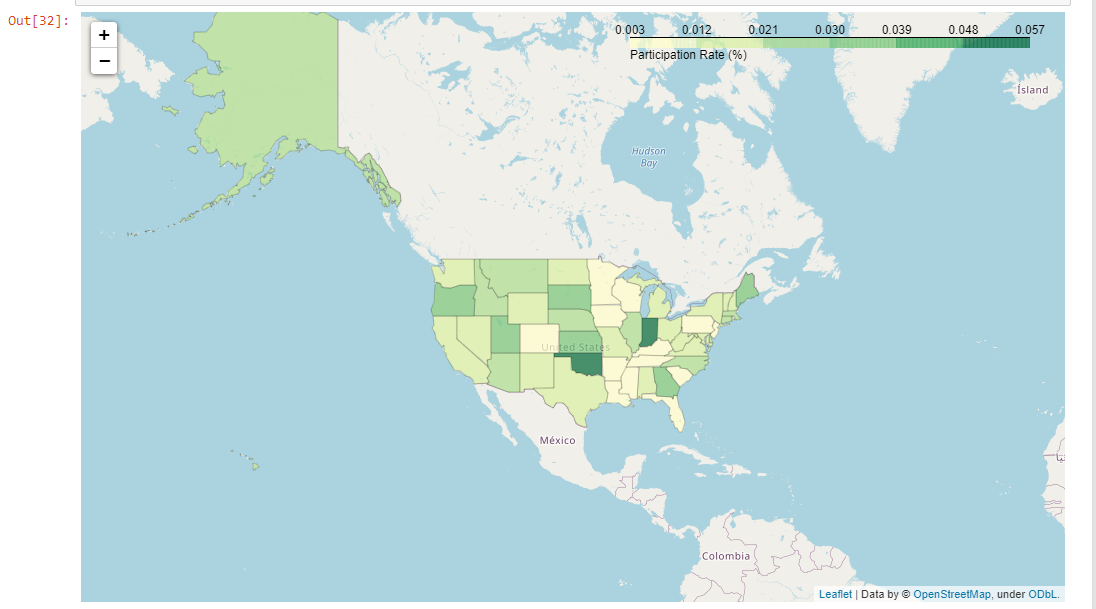 Out[32]:
+
−
0.003 0.012 0.021 0.030 0.039 0.048 0.057
Participation Rate (%)
Ísland
Hudson
Bay
United States
México
Colombia
Leaflet | Data by © OpenStreetMap, under ODbL.